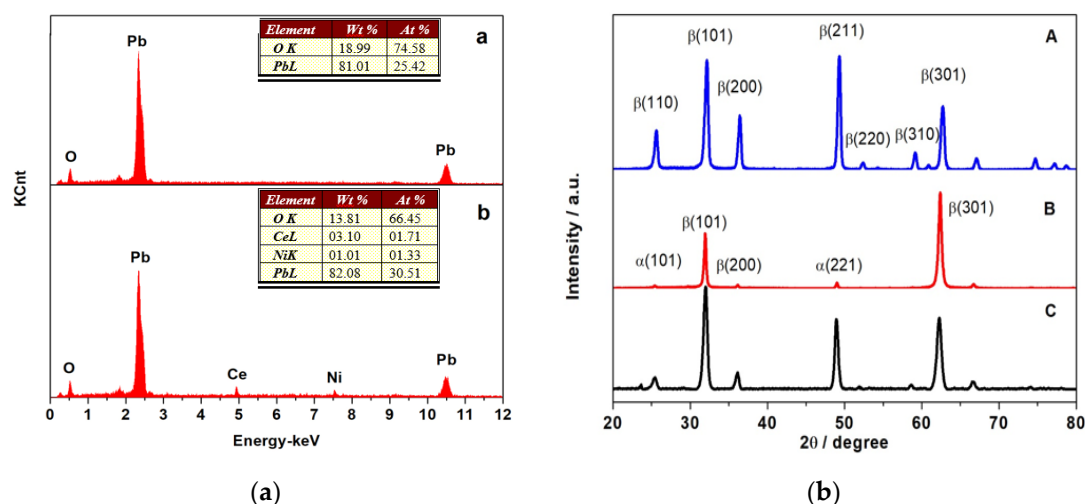 a
Element Wt % At %
O K 18.99 74.58
PbL 81.01 25.42
Pb
O
Pb
b
Element Wt % At %
O K 13.81 66.45
CeL 03.10 01.71
NiK 01.01 01.33
PbL 82.08 30.51
Pb
O
Ce
Ni
Pb
KCnt
0 1 2 3 4 5 6 7 8 9 10 11 12
Energy-keV
(a)
A
β(110)
β(101)
β(200)
β(211)
β(220)
β(310)
β(301)
B
α(101)
β(101)
β(200)
α(221)
β(301)
C
Intensity / a.u.
20 30 40 50 60 70 80
2θ / degree
(b)